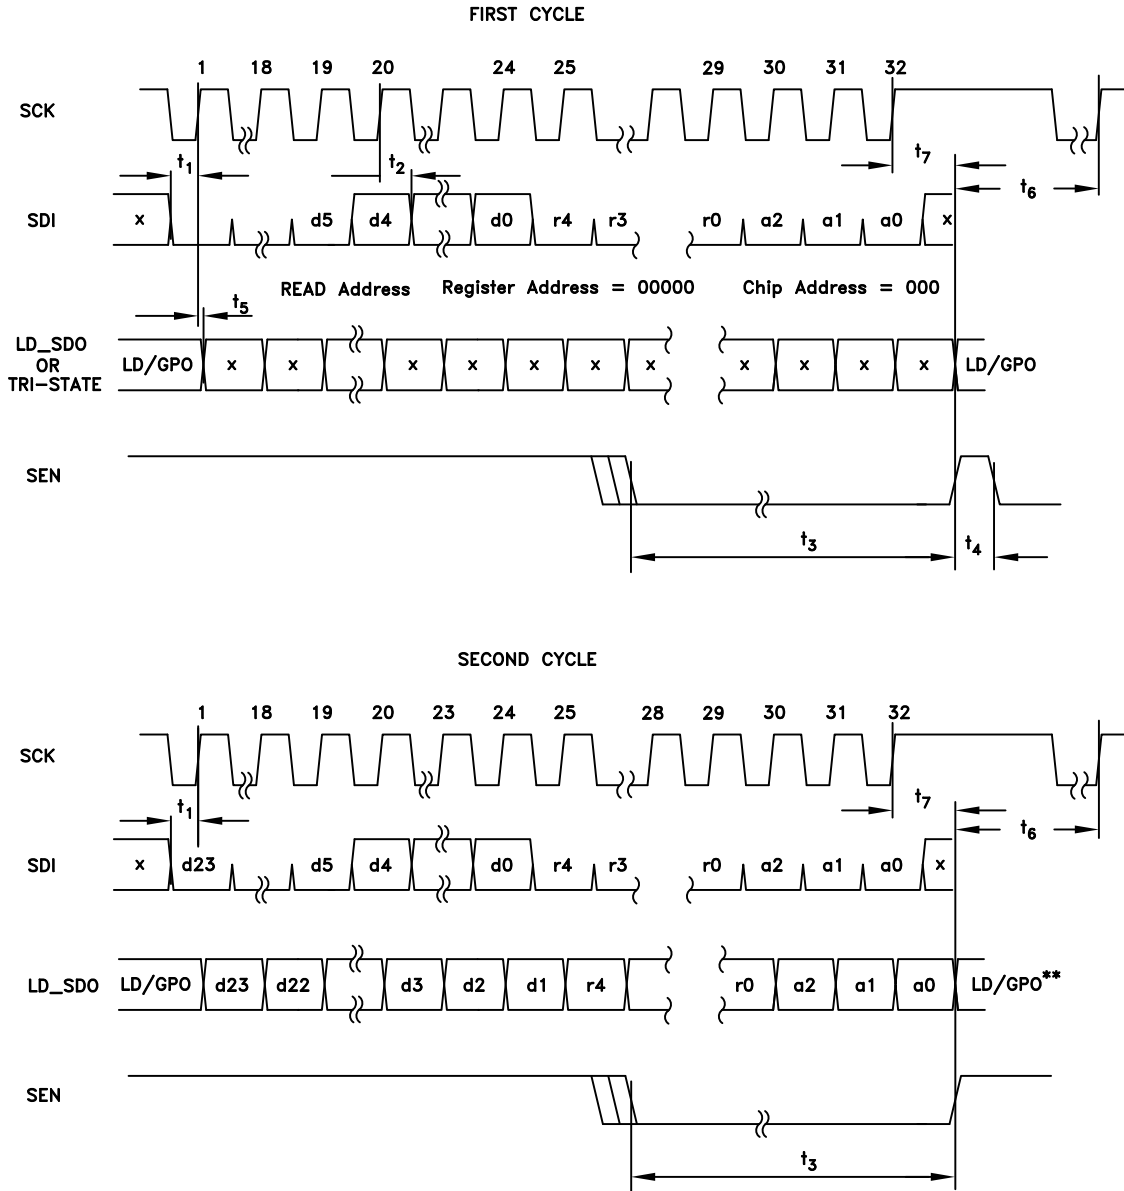 FIRST CYCLE
1 18 19 20 24 25 29 30 31 32
SCK
t1 t2 t7
t6
SDI x d5 d4 d0 r4 r3 r0 a2 a1 a0 x
READ Address Register Address = 00000 Chip Address = 000
t5
LD_SDO
OR
TRI-STATE
LD/GPO x x x x x x x x x x x LD/GPO
SEN
t3 t4
SECOND CYCLE
1 18 19 20 23 24 25 28 29 30 31 32
SCK
t1 t7
t6
SDI x d23 d5 d4 d0 r4 r3 r0 a2 a1 a0 x
LD_SDO LD/GPO d23 d22 d3 d2 d1 r4 r0 a2 a1 a0 LD/GPO**
SEN
t3